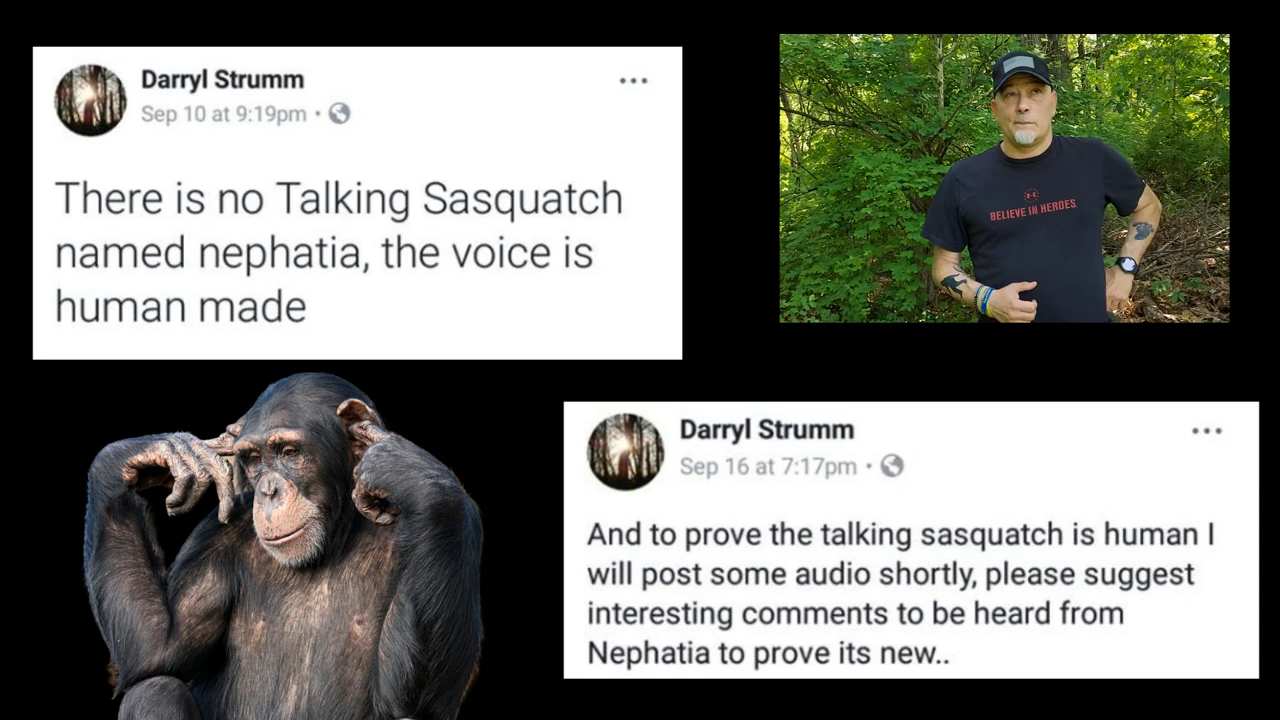 Darryl Strumm
Sep 10 at 9:19pm •
There is no Talking Sasquatch
named nephatia, the voice is
human made
BELIEVE IN HEROES
Darryl Strumm
Sep 16 at 7:17pm •
And to prove the talking sasquatch is human I
will post some audio shortly, please suggest
interesting comments to be heard from
Nephatia to prove its new..